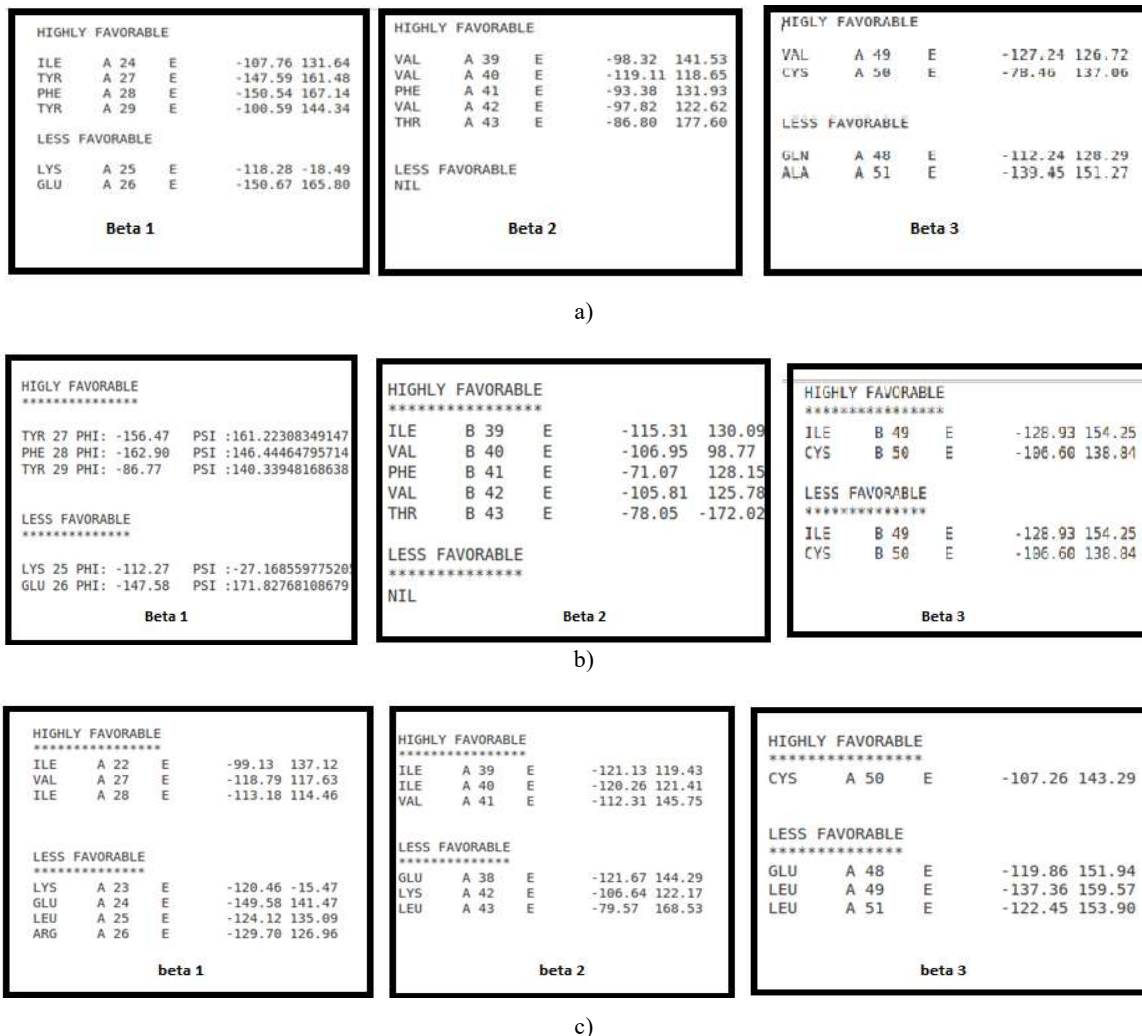 HIGHLY FAVORABLE
ILE A 24 E -107.76 131.64
TYR A 27 E -147.59 161.48
PHE A 28 E -150.54 167.14
TYR A 29 E -100.59 144.34
LESS FAVORABLE
LYS A 25 E -118.28 -18.49
GLU A 26 E -150.67 165.80
Beta 1
HIGHLY FAVORABLE
VAL A 39 E -98.32 141.53
VAL A 40 E -119.11 118.65
PHE A 41 E -93.38 131.93
VAL A 42 E -97.82 122.62
THR A 43 E -86.80 177.60
LESS FAVORABLE
NIL
Beta 2
HIGLY FAVORABLE
VAL A 49 E -127.24 126.72
CYS A 50 E -78.46 137.06
LESS FAVORABLE
GLN A 48 E -112.24 128.29
ALA A 51 E -139.45 151.27
Beta 3
a)
HIGLY FAVORABLE
***************
TYR 27 PHI: -156.47 PSI :161.22308349147
PHE 28 PHI: -162.90 PSI :146.44464795714
TYR 29 PHI: -86.77 PSI :140.33948168638
LESS FAVORABLE
**************
LYS 25 PHI: -112.27 PSI :-27.168559775205
GLU 26 PHI: -147.58 PSI :171.82768108679
Beta 1
HIGHLY FAVORABLE
****************
ILE B 39 E -115.31 130.09
VAL B 40 E -106.95 98.77
PHE B 41 E -71.07 128.15
VAL B 42 E -105.81 125.78
THR B 43 E -78.05 -172.02
LESS FAVORABLE
**************
NIL
Beta 2
HIGHLY FAVORABLE
****************
ILE B 49 E -128.93 154.25
CYS B 50 E -106.60 138.84
LESS FAVORABLE
**************
ILE B 49 E -128.93 154.25
CYS B 50 E -106.60 138.84
Beta 3
b)
HIGHLY FAVORABLE
****************
ILE A 22 E -99.13 137.12
VAL A 27 E -118.79 117.63
ILE A 28 E -113.18 114.46
LESS FAVORABLE
**************
LYS A 23 E -120.46 -15.47
GLU A 24 E -149.58 141.47
LEU A 25 E -124.12 135.09
ARG A 26 E -129.70 126.96
beta 1
HIGHLY FAVORABLE
****************
ILE A 39 E -121.13 119.43
ILE A 40 E -120.26 121.41
VAL A 41 E -112.31 145.75
LESS FAVORABLE
**************
GLU A 38 E -121.67 144.29
LYS A 42 E -106.64 122.17
LEU A 43 E -79.57 168.53
beta 2
HIGHLY FAVORABLE
****************
CYS A 50 E -107.26 143.29
LESS FAVORABLE
**************
GLU A 48 E -119.86 151.94
LEU A 49 E -137.36 159.57
LEU A 51 E -122.45 153.90
beta 3
c)